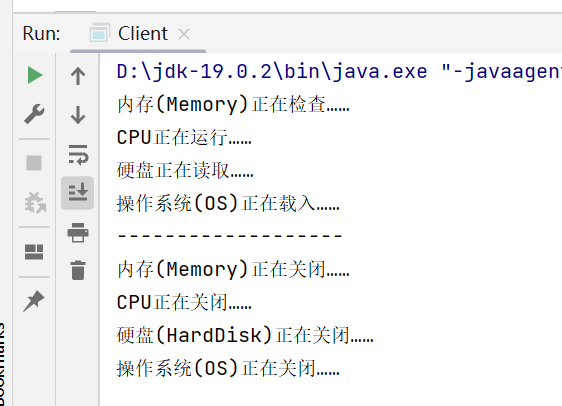 Run: Client
D:\jdk-19.0.2\bin\java.exe "-javaagen
内存(Memory)正在检查……
CPU正在运行……
硬盘正在读取……
操作系统(OS)正在载入……
-------------------
内存(Memory)正在关闭……
CPU正在关闭……
硬盘(HardDisk)正在关闭……
操作系统(OS)正在关闭……